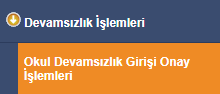 Devamsızlık İşlemleri
Okul Devamsızlık Girişi Onay
İşlemleri